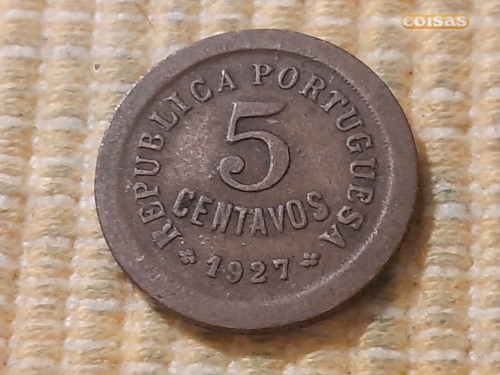 coisas
REPUBLICA PORTUGUESA
5
CENTAVOS
1927